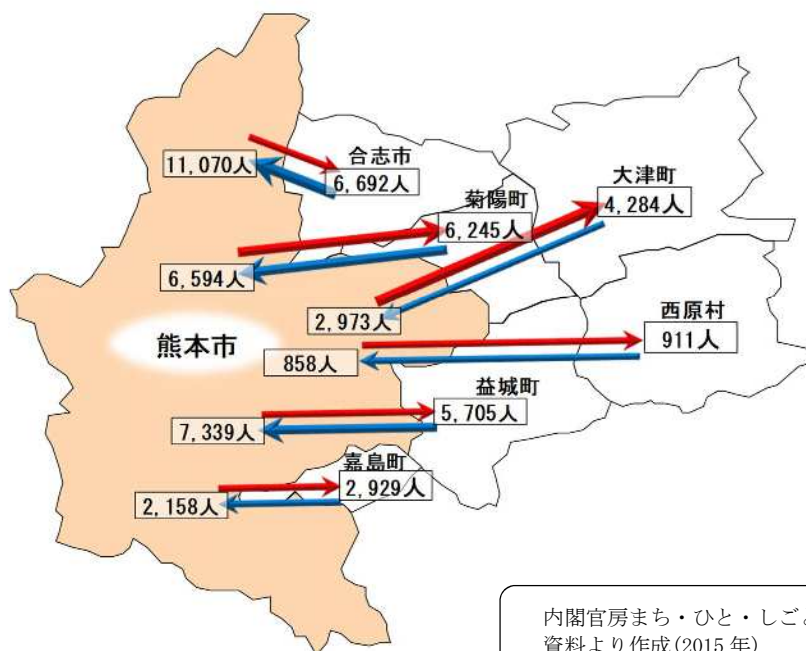 合志市
11,070人
6,692人
大津町
4,284人
菊陽町
6,245人
6,594人
2,973人
西原村
911人
熊本市
858人
益城町
5,705人
7,339人
嘉島町
2,929人
2,158人
内閣官房まち・ひと・しごと
資料より作成(2015年)